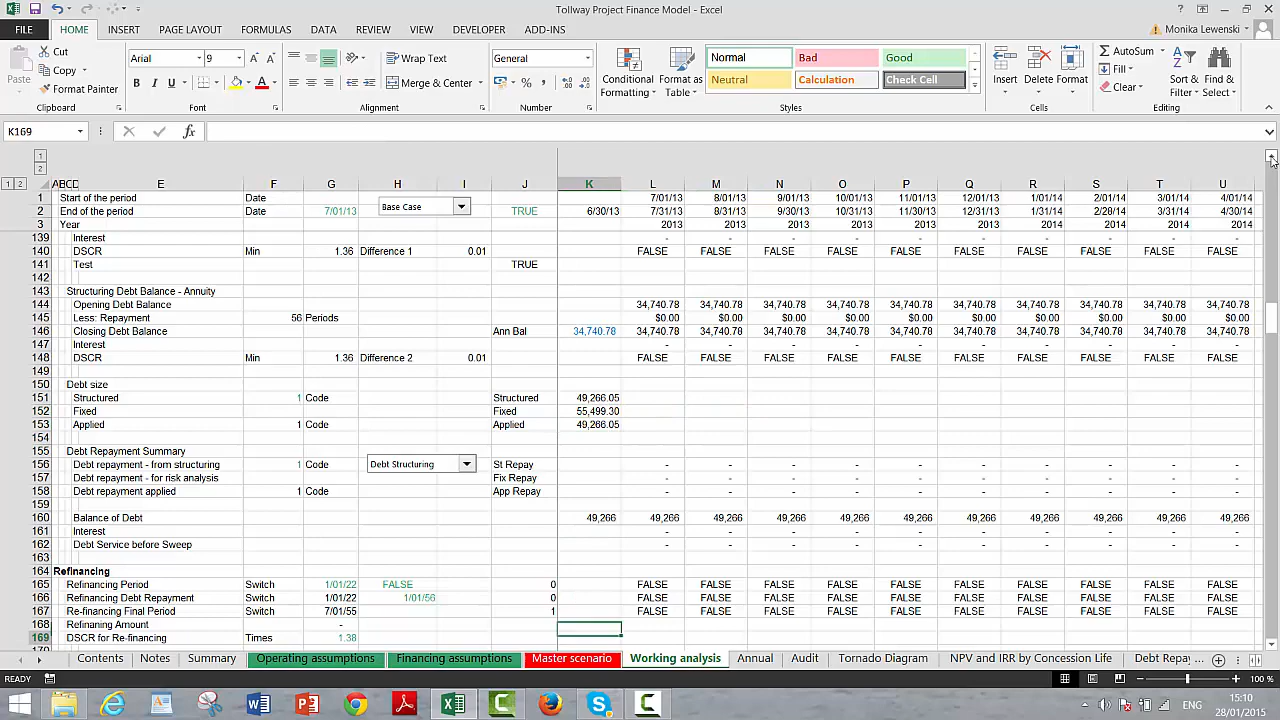 Tollway Project Finance Model - Excel
FILE HOME INSERT PAGE LAYOUT FORMULAS DATA REVIEW VIEW DEVELOPER ADD-INS Monika Lewenski
Paste Cut Copy Format Painter Clipboard
Arial 9 B I U Font
Wrap Text Merge & Center Alignment
General % , Number
Conditional Formatting Format as Table Normal Bad Good Neutral Calculation Check Cell Styles
Insert Delete Format Cells
AutoSum Fill Clear Sort & Filter Find & Select Editing
K169 fx
1
2
1 2 A B C D E F G H I J K L M N O P Q R S T U
1 Start of the period Date 7/01/13 8/01/13 9/01/13 10/01/13 11/01/13 12/01/13 1/01/14 2/01/14 3/01/14 4/01/14
Base Case
2 End of the period Date 7/01/13 TRUE 6/30/13 7/31/13 8/31/13 9/30/13 10/31/13 11/30/13 12/31/13 1/31/14 2/28/14 3/31/14 4/30/14
3 Year 2013 2013 2013 2013 2013 2013 2014 2014 2014 2014
139 Interest - - - - - - - - - -
140 DSCR Min 1.36 Difference 1 0.01 FALSE FALSE FALSE FALSE FALSE FALSE FALSE FALSE FALSE FALSE
141 Test TRUE
142
143 Structuring Debt Balance - Annuity
144 Opening Debt Balance 34,740.78 34,740.78 34,740.78 34,740.78 34,740.78 34,740.78 34,740.78 34,740.78 34,740.78 34,740.78
145 Less: Repayment 56 Periods $0.00 $0.00 $0.00 $0.00 $0.00 $0.00 $0.00 $0.00 $0.00 $0.00
146 Closing Debt Balance Ann Bal 34,740.78 34,740.78 34,740.78 34,740.78 34,740.78 34,740.78 34,740.78 34,740.78 34,740.78 34,740.78 34,740.78
147 Interest - - - - - - - - - -
148 DSCR Min 1.36 Difference 2 0.01 FALSE FALSE FALSE FALSE FALSE FALSE FALSE FALSE FALSE FALSE
149
150 Debt size
151 Structured 1 Code Structured 49,266.05
152 Fixed Fixed 55,499.30
153 Applied 1 Code Applied 49,266.05
154
155 Debt Repayment Summary
156 Debt repayment - from structuring 1 Code Debt Structuring St Repay - - - - - - - - - -
157 Debt repayment - for risk analysis Fix Repay - - - - - - - - - -
158 Debt repayment applied 1 Code App Repay - - - - - - - - - -
159
160 Balance of Debt 49,266 49,266 49,266 49,266 49,266 49,266 49,266 49,266 49,266 49,266 49,266
161 Interest - - - - - - - - - -
162 Debt Service before Sweep - - - - - - - - - -
163
164 Refinancing
165 Refinancing Period Switch 1/01/22 FALSE 0 FALSE FALSE FALSE FALSE FALSE FALSE FALSE FALSE FALSE FALSE
166 Refinancing Debt Repayment Switch 1/01/22 1/01/56 0 FALSE FALSE FALSE FALSE FALSE FALSE FALSE FALSE FALSE FALSE
167 Re-financing Final Period Switch 7/01/55 1 FALSE FALSE FALSE FALSE FALSE FALSE FALSE FALSE FALSE FALSE
168 Refinaning Amount -
169 DSCR for Re-financing Times 1.38
Contents Notes Summary Operating assumptions Financing assumptions Master scenario Working analysis Annual Audit Tornado Diagram NPV and IRR by Concession Life Debt Repay ...
READY 100 %
ENG 15:10
28/01/2015